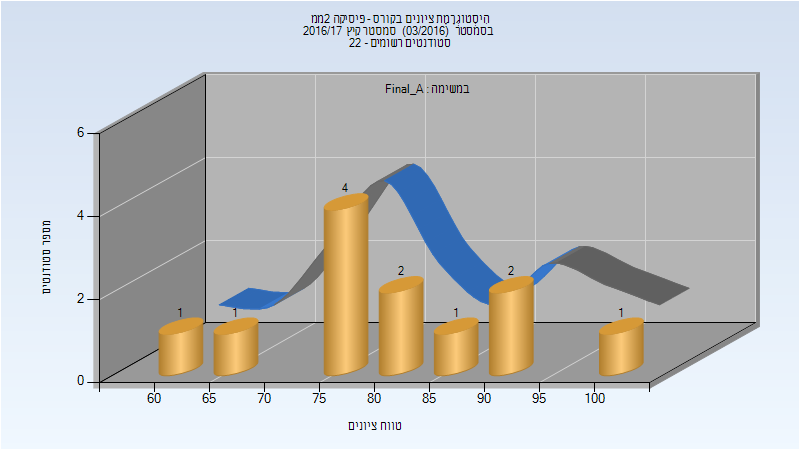 היסטוגרמת ציונים בקורס - פיסיקה 2ממ
בסמסטר (03/2016) סמסטר קיץ 2016/17
סטודנטים רשומים - 22
במשימה : Final_A
6
4
2
0
מספר סטודנטים
1
1
4
2
1
2
1
60 65 70 75 80 85 90 95 100
טווח ציונים